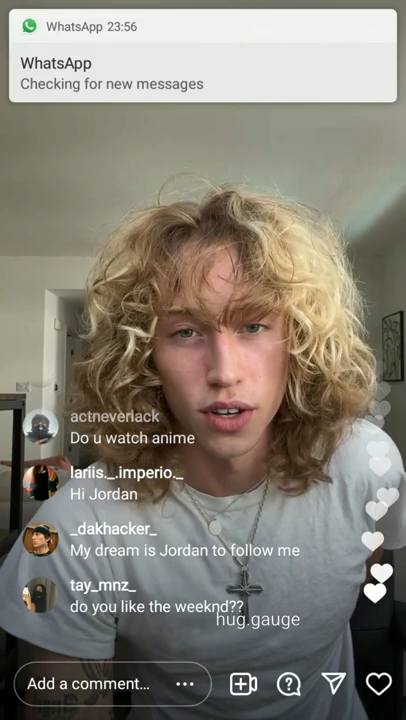 WhatsApp 23:56
WhatsApp
Checking for new messages
actneverlack
Do u watch anime
lariis._.imperio._
Hi Jordan
_dakhacker_
My dream is Jordan to follow me
tay_mnz_
do you like the weeknd??
hug.gauge
Add a comment...